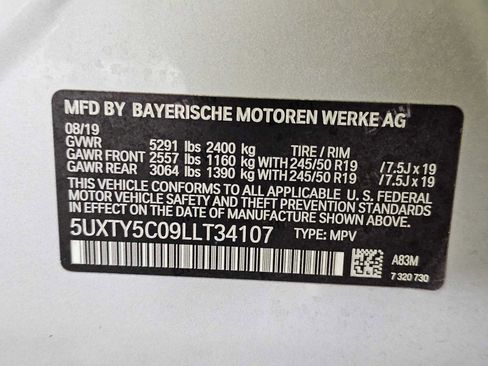 MFD BY BAYERISCHE MOTOREN WERKE AG
08/19
GVWR 5291 lbs 2400 kg TIRE / RIM
GAWR FRONT 2557 lbs 1160 kg WITH 245/50 R19 / 7.5J x 19
GAWR REAR 3064 lbs 1390 kg WITH 245/50 R19 / 7.5J x 19
THIS VEHICLE CONFORMS TO ALL APPLICABLE U. S. FEDERAL
MOTOR VEHICLE SAFETY AND THEFT PREVENTION STANDARDS
IN EFFECT ON THE DATE OF MANUFACTURE SHOWN ABOVE.
5UXTY5C09LLT34107 TYPE: MPV
A83M
7 320 730